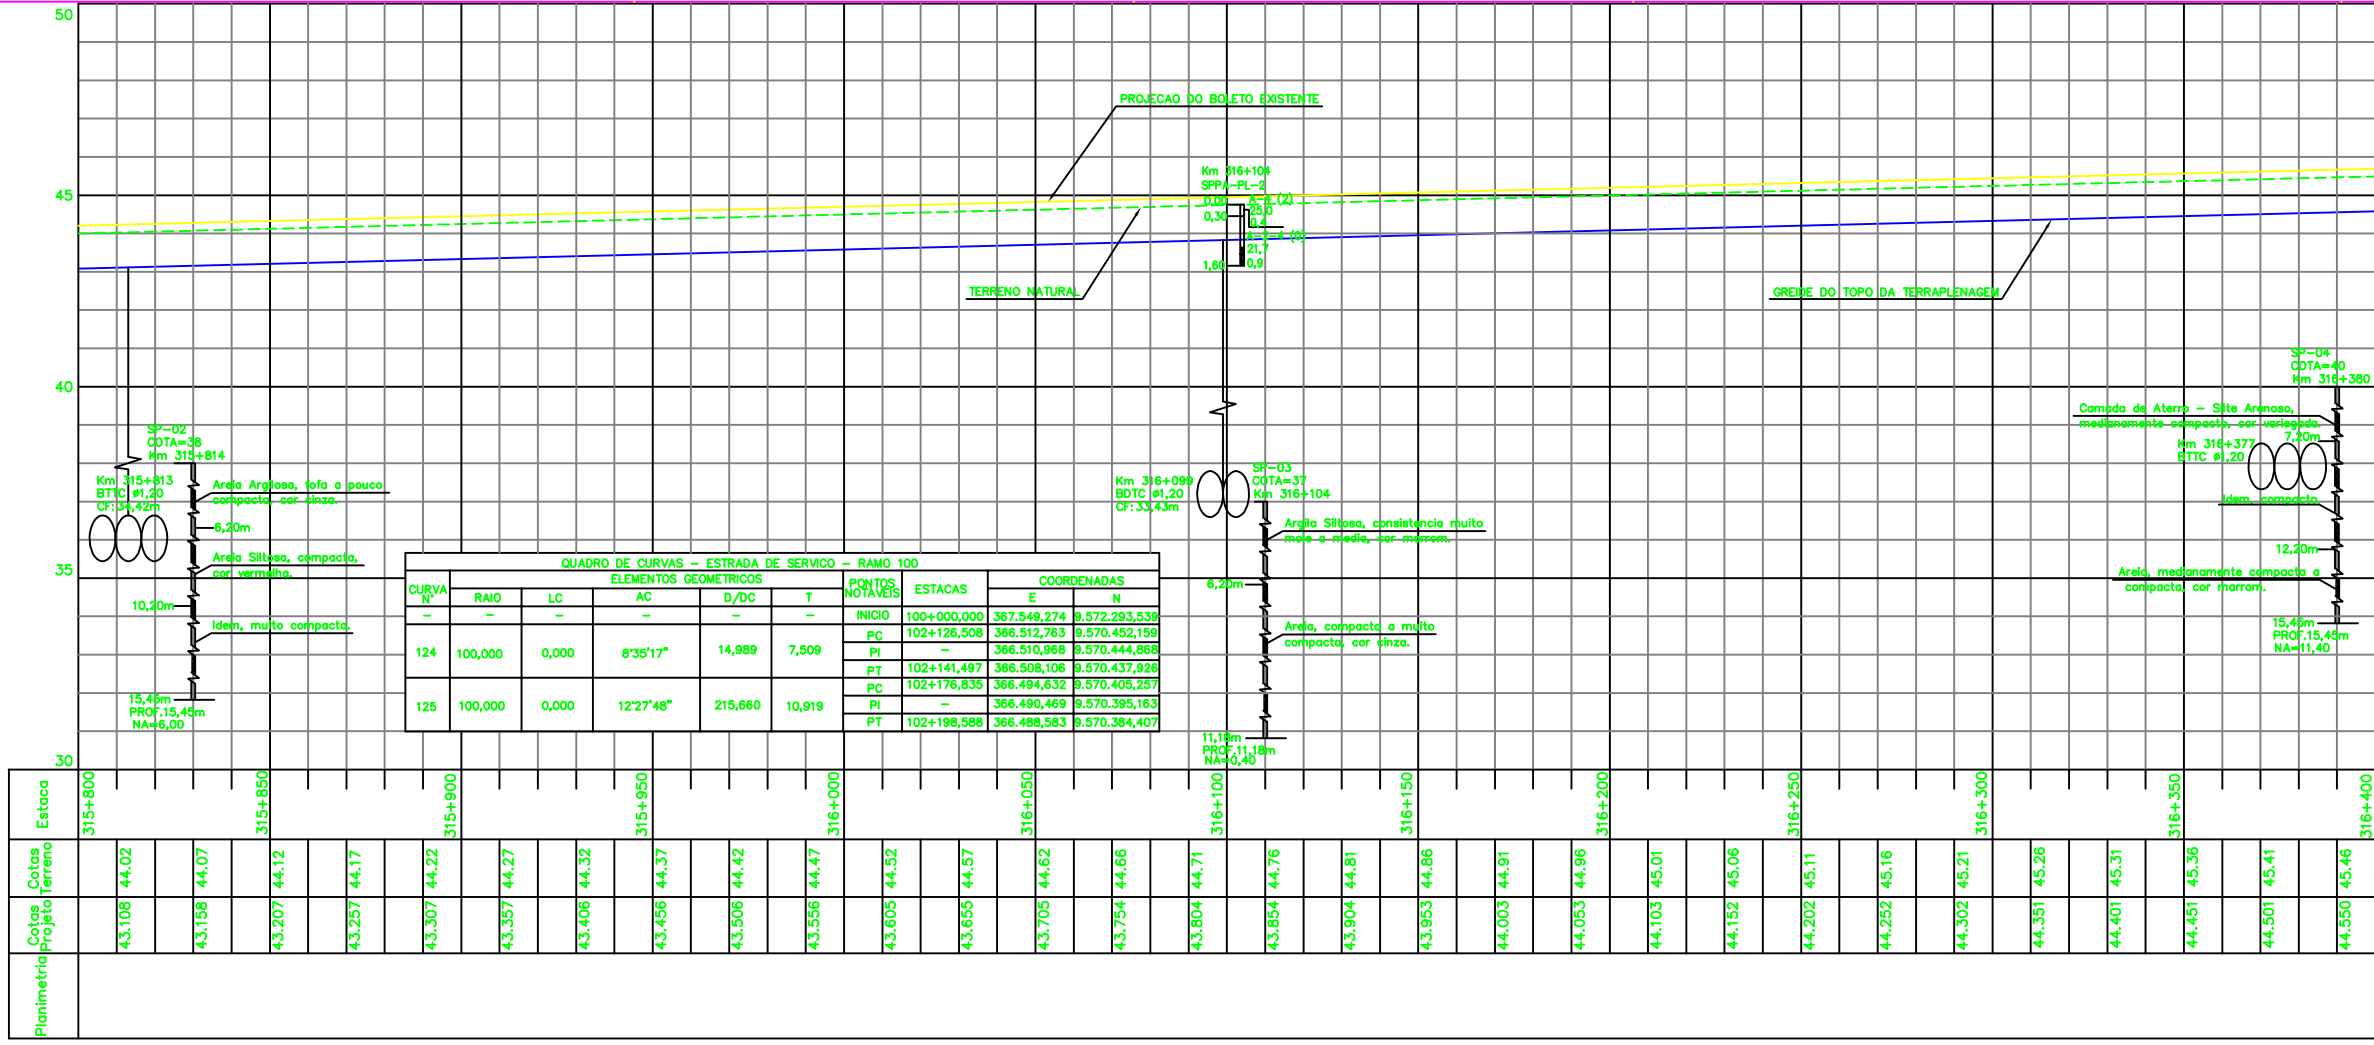 50
45
40
35
30
PROJECAO DO BOLETO EXISTENTE
Km 316+104
SPPA-PL-2
0,00
0,30
1,60
A-4 (2)
25,0
0,4
A-2-4 (0)
21,7
0,9
TERRENO NATURAL
GREIDE DO TOPO DA TERRAPLENAGEM
SP-02
COTA=38
Km 315+814
Km 315+813
BTTC ø1,20
CF: 34,42m
Areia Argilosa, fofa a pouco
compacta, cor cinza.
6,20m
Areia Siltosa, compacta,
cor vermelha.
10,20m
Idem, muito compacta.
15,45m
PROF.15,45m
NA=6,00
Km 316+099
BDTC ø1,20
CF: 33,43m
SP-03
COTA=37
Km 316+104
Argila Siltosa, consistencia muito
mole a media, cor marrom.
6,20m
Areia, compacta a muito
compacta, cor cinza.
11,18m
PROF.11,18m
NA=0,40
SP-04
COTA=40
Km 316+380
Camada de Aterro – Silte Arenoso,
medianamente compacto, cor variegada.
7,20m
Km 316+377
BTTC ø1,20
Idem, compacto.
12,20m
Areia, medianamente compacta a
compacta, cor marrom.
15,45m
PROF.15,45m
NA=11,40
QUADRO DE CURVAS – ESTRADA DE SERVICO – RAMO 100
CURVA N° ELEMENTOS GEOMETRICOS PONTOS NOTÁVEIS ESTACAS COORDENADAS
RAIO LC AC D/DC T E N
– – – – – – INICIO 100+000,000 367.549,274 9.572.293,539
124 100,000 0,000 8°35'17" 14,989 7,509
PC 102+126,508 366.512,763 9.570.452,159
PI – 366.510,968 9.570.444,868
PT 102+141,497 366.508,106 9.570.437,926
125 100,000 0,000 12°27'48" 215,660 10,919
PC 102+176,835 366.494,632 9.570.405,257
PI – 366.490,469 9.570.395,163
PT 102+198,588 366.488,583 9.570.384,407
Estaca
315+800 315+850 315+900 315+950 316+000 316+050 316+100 316+150 316+200 316+250 316+300 316+350 316+400
Cotas Terreno
44.02 44.07 44.12 44.17 44.22 44.27 44.32 44.37 44.42 44.47 44.52 44.57 44.62 44.66 44.71 44.76 44.81 44.86 44.91 44.96 45.01 45.06 45.11 45.16 45.21 45.26 45.31 45.36 45.41 45.46
Cotas Projeto
43.108 43.158 43.207 43.257 43.307 43.357 43.406 43.456 43.506 43.556 43.605 43.655 43.705 43.754 43.804 43.854 43.904 43.953 44.003 44.053 44.103 44.152 44.202 44.252 44.302 44.351 44.401 44.451 44.501 44.550
Planimetria